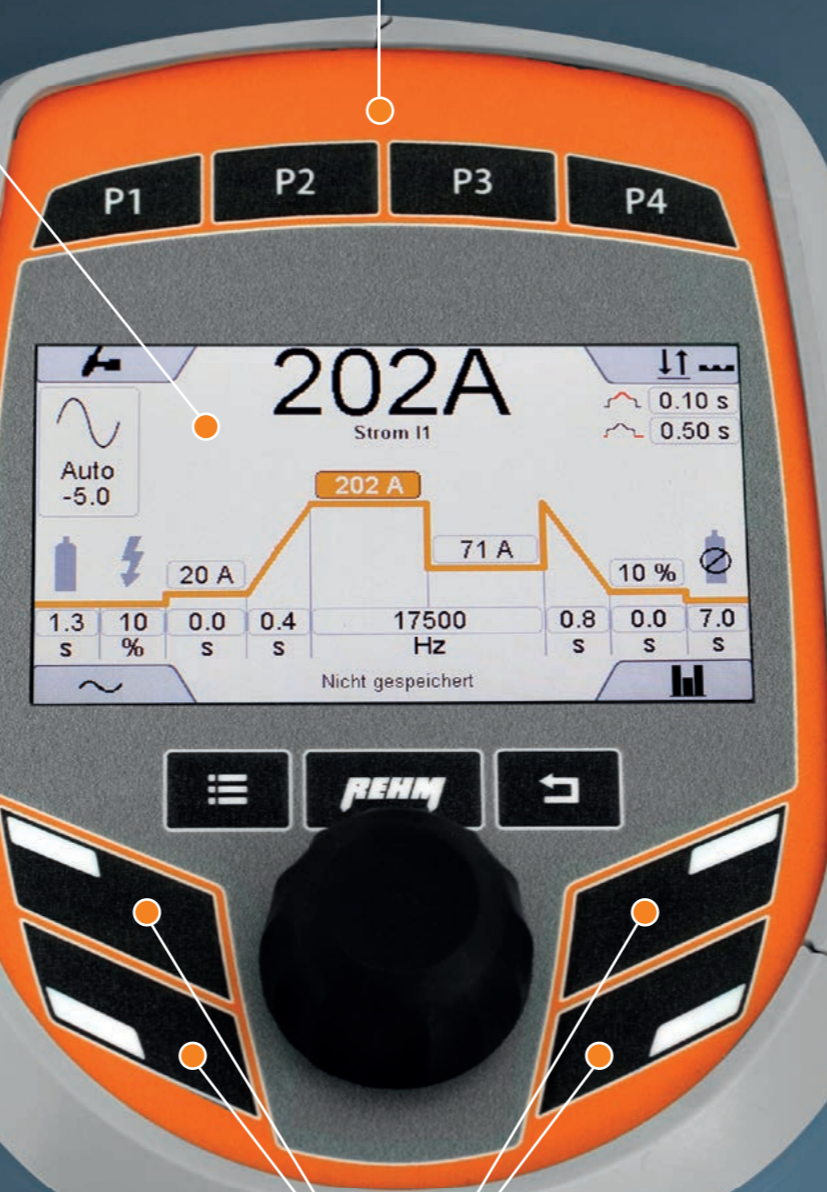 P1 P2 P3 P4
202A
Strom I1
0.10 s
0.50 s
Auto
-5.0
202 A
71 A
20 A
10 %
1.3 10 0.0 0.4 17500 0.8 0.0 7.0
s % s s Hz s s s
Nicht gespeichert
REHM